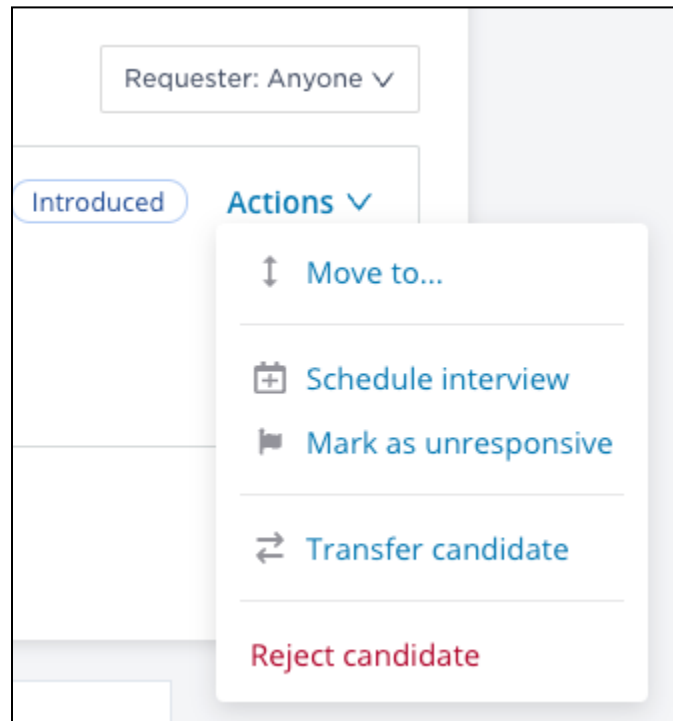 Requester: Anyone
Introduced
Actions
Move to...
Schedule interview
Mark as unresponsive
Transfer candidate
Reject candidate